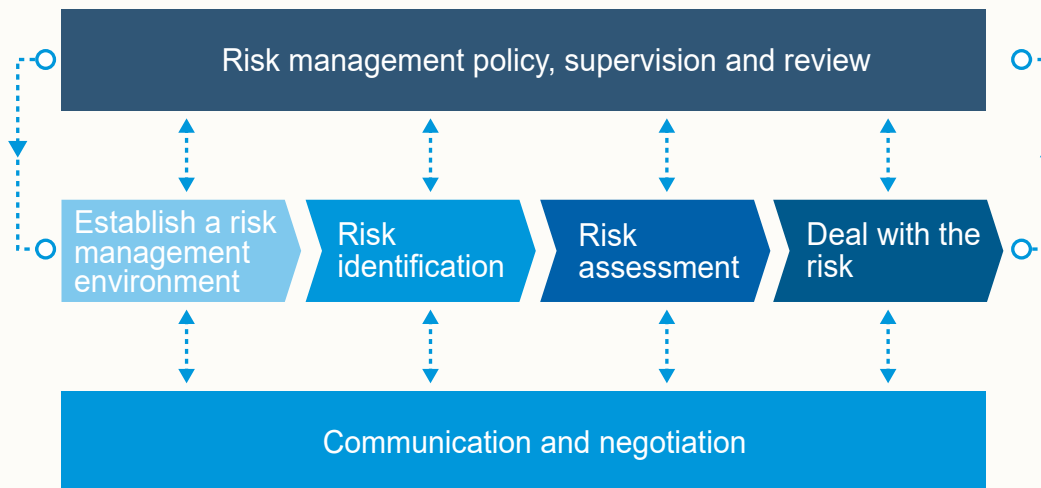 Risk management policy, supervision and review
Establish a risk
management
environment
Risk
identification
Risk
assessment
Deal with the
risk
Communication and negotiation